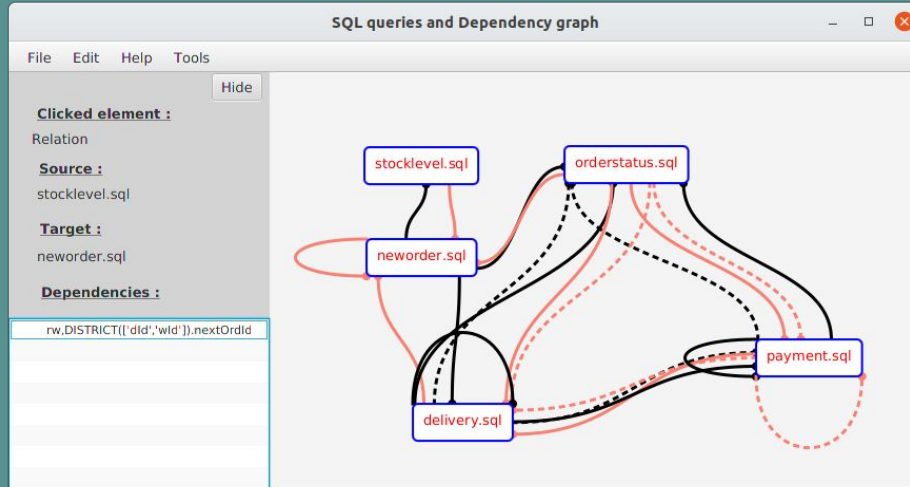 SQL queries and Dependency graph
File Edit Help Tools
Hide
Clicked element :
Relation
Source :
stocklevel.sql
Target :
neworder.sql
Dependencies :
rw,DISTRICT(['dId','wId']).nextOrdId
stocklevel.sql
orderstatus.sql
neworder.sql
payment.sql
delivery.sql